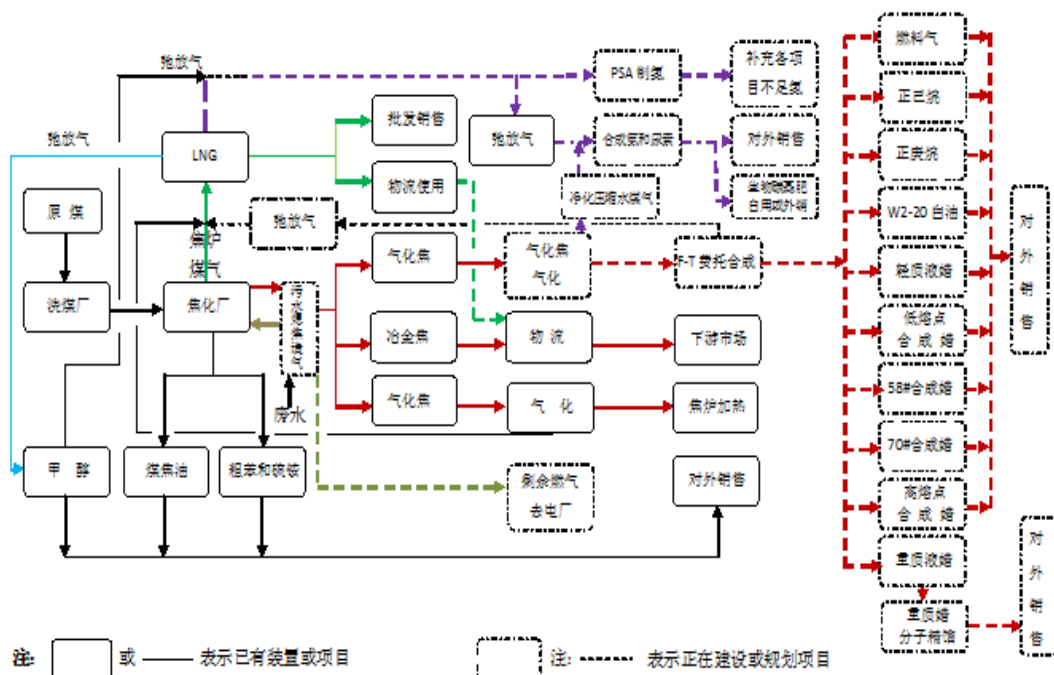 弛放气
弛放气
LNG
原 煤
洗煤厂
焦炉
煤气
焦化厂
弛放气
批发销售
物流使用
气化焦
冶金焦
气化焦
废水
甲 醇
煤焦油
粗苯和硫铵
PSA 制氢
补充各项
目不足氢
弛放气
合成氨和尿素
对外销售
自用或外销
净化压缩水煤气
气化焦
气化
F-T 费托合成
物 流
下游市场
气 化
焦炉加热
剩余燃气
去电厂
对外销售
燃料气
正己烷
正庚烷
W2-20 白油
轻质液蜡
低熔点
合 成 蜡
58#合成蜡
70#合成蜡
高熔点
合 成 蜡
重质液蜡
重质蜡
分子精馏
对
外
销
售
对
外
销
售
注:
或
表示已有装置或项目
注:
表示正在建设或规划项目